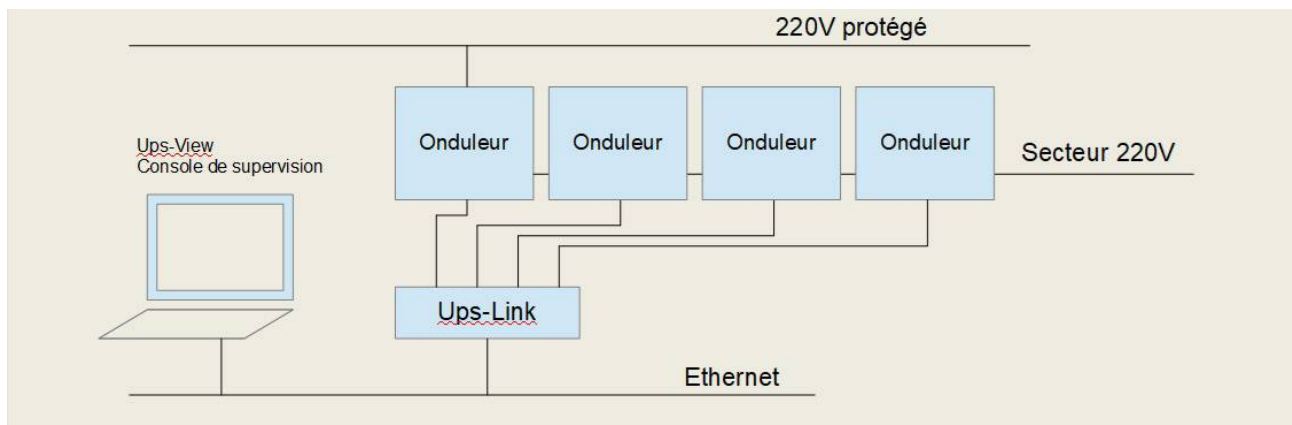 220V protégé
Onduleur
Onduleur
Onduleur
Onduleur
Secteur 220V
Ups-View
Console de supervision
Ups-Link
Ethernet